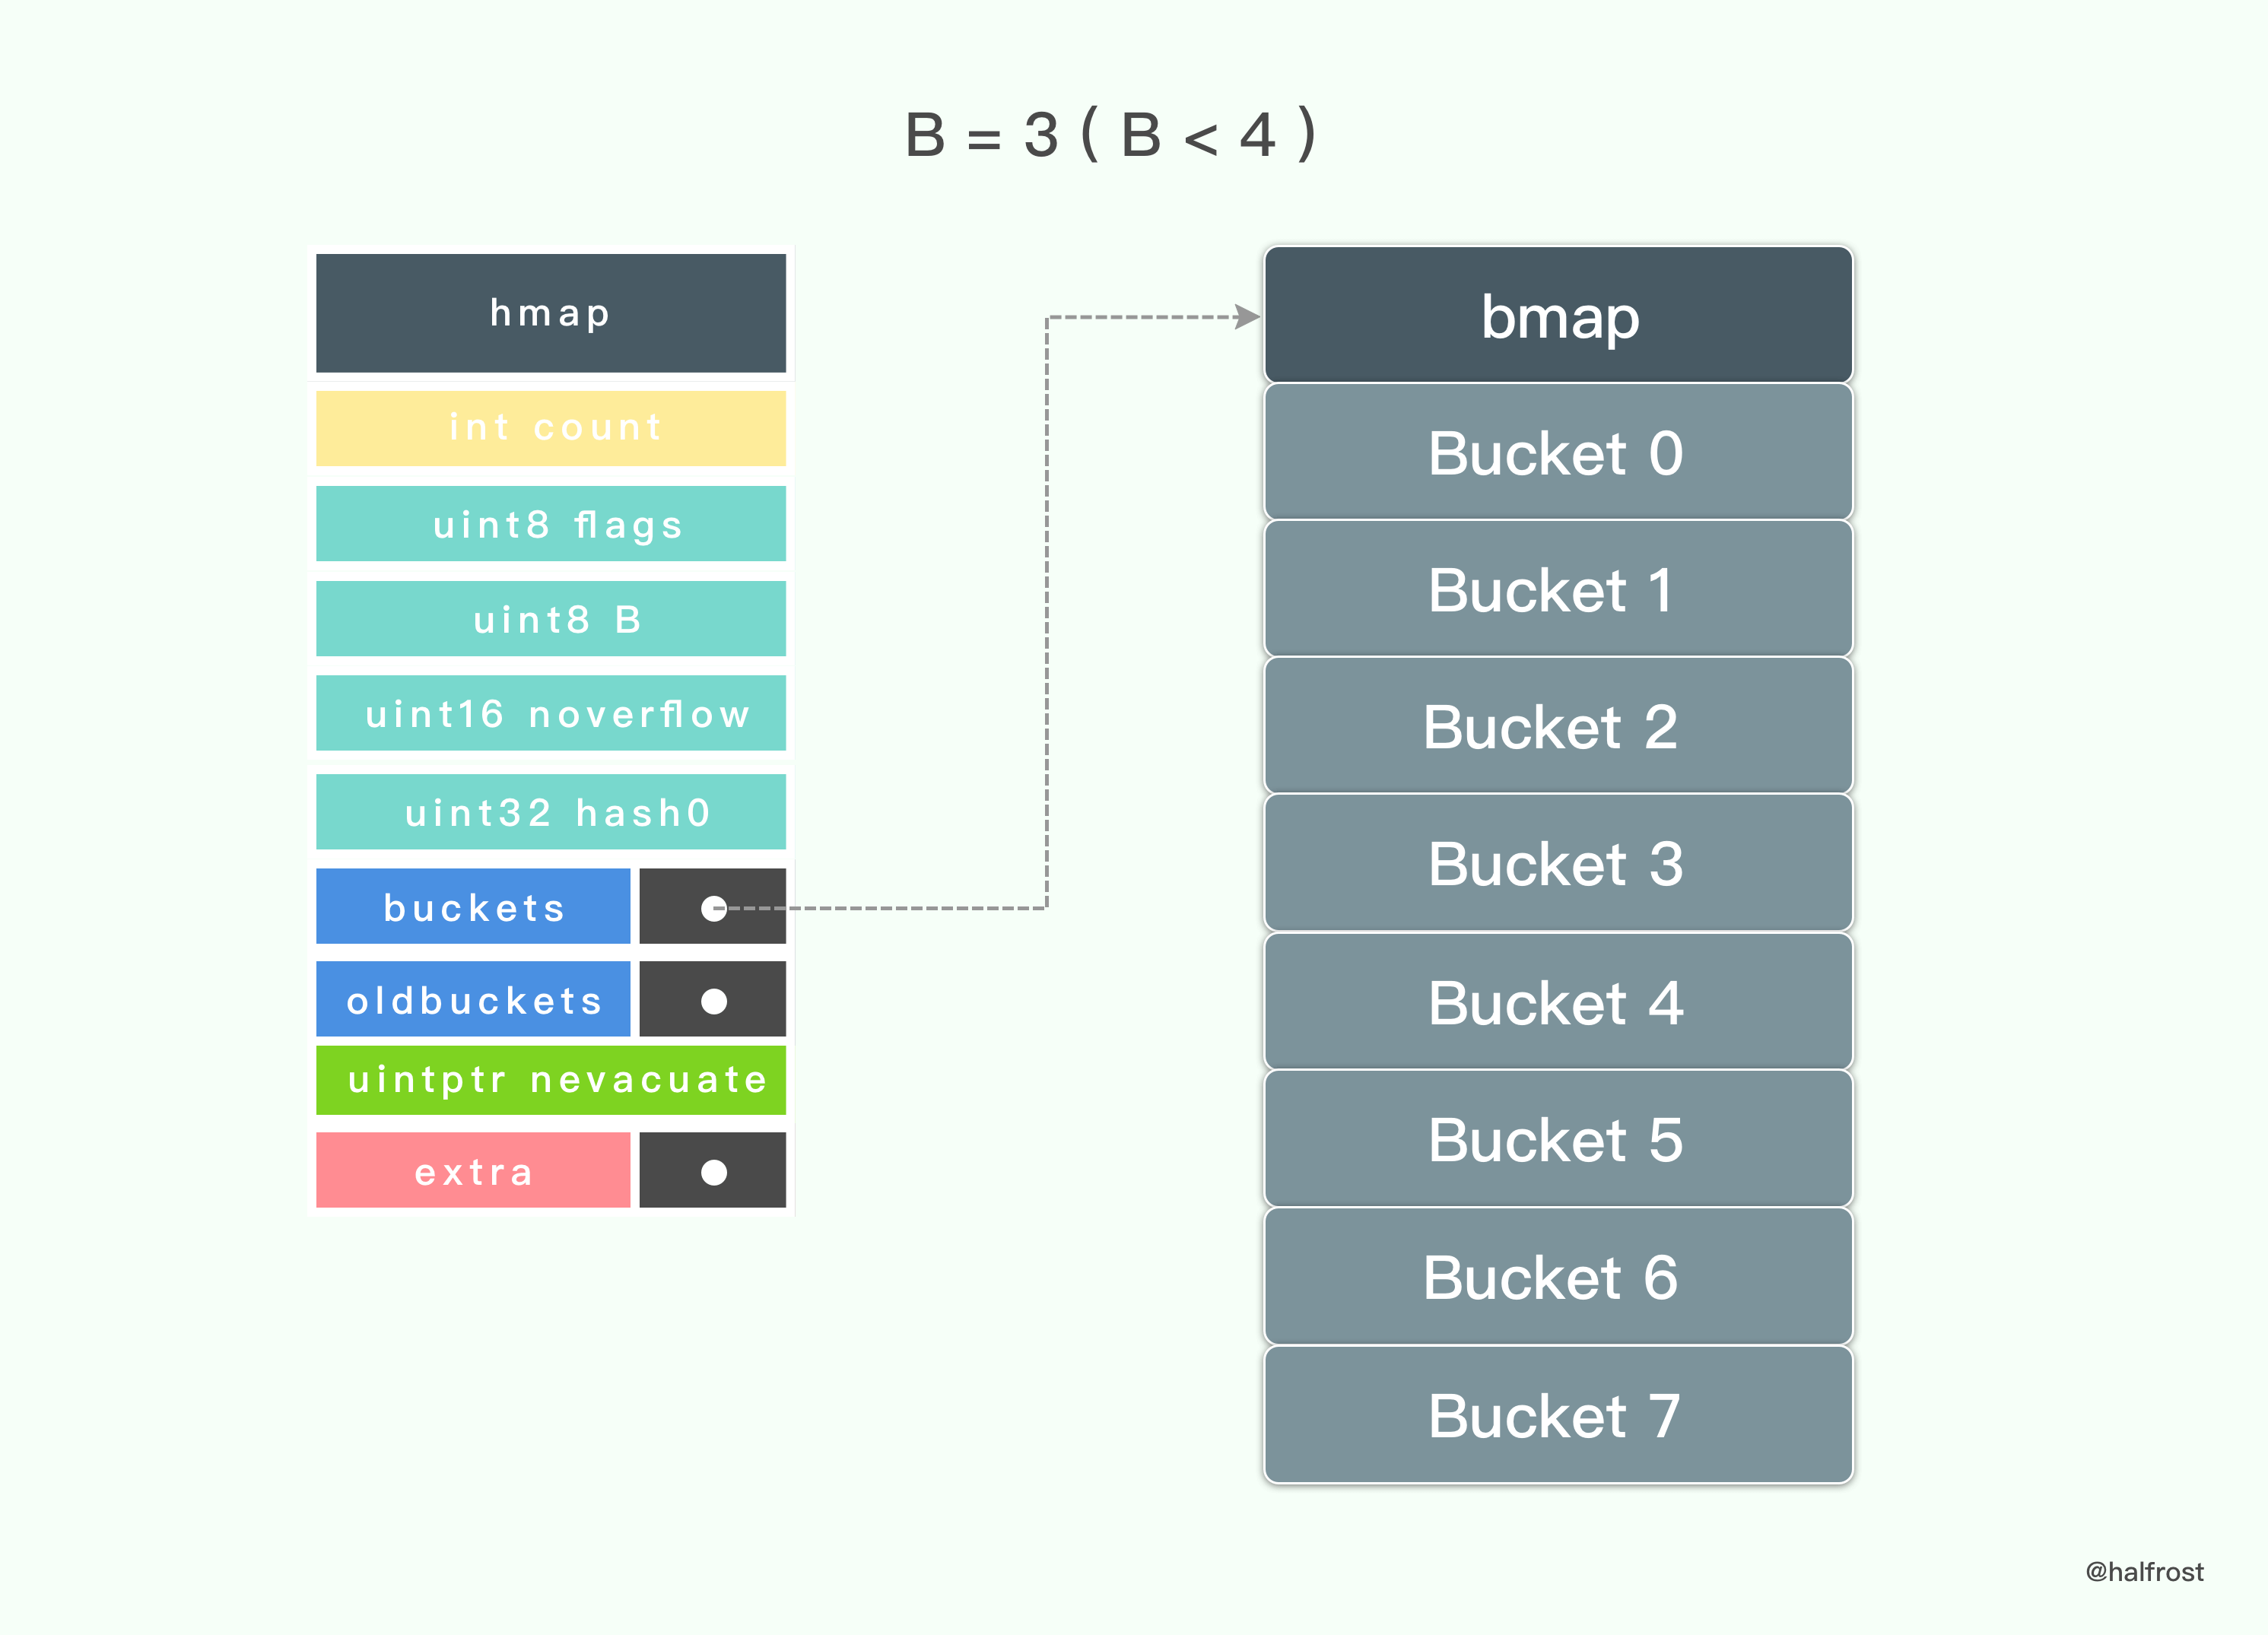 B = 3 ( B < 4 )
hmap
int count
uint8 flags
uint8 B
uint16 noverflow
uint32 hash0
buckets
oldbuckets
uintptr nevacuate
extra
bmap
Bucket 0
Bucket 1
Bucket 2
Bucket 3
Bucket 4
Bucket 5
Bucket 6
Bucket 7
@halfrost